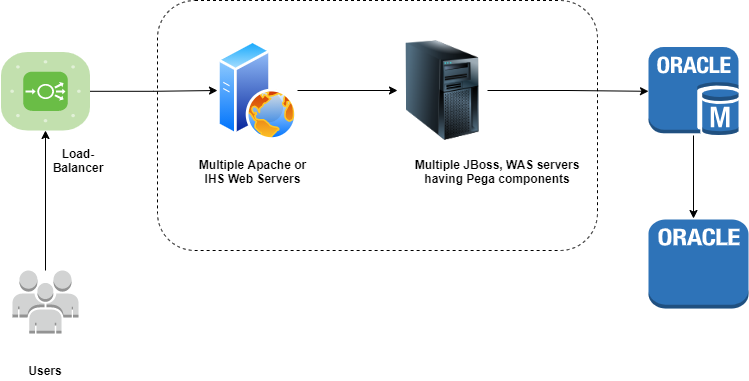 ORACLE
M
Load-
Balancer
Multiple Apache or
IHS Web Servers
Multiple JBoss, WAS servers
having Pega components
ORACLE
Users